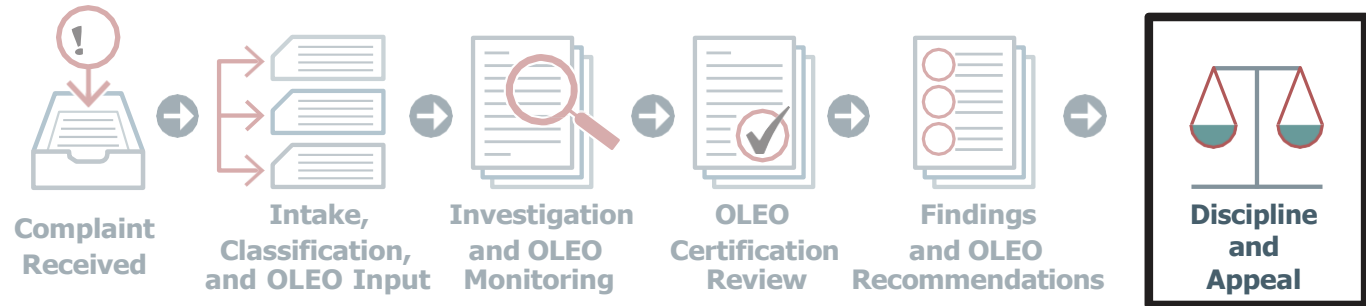 !
Complaint
Received
Intake,
Classification,
and OLEO Input
Investigation
and OLEO
Monitoring
OLEO
Certification
Review
Findings
and OLEO
Recommendations
Discipline
and
Appeal